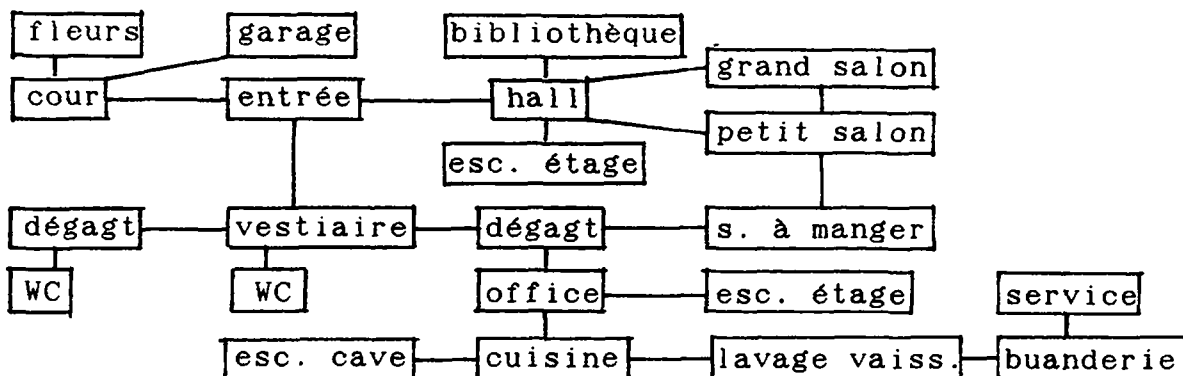 fleurs garage bibliothèque
grand salon
cour entrée hall
petit salon
esc. étage
dégagt vestiaire dégagt s. à manger
WC WC office esc. étage service
esc. cave cuisine lavage vaiss. buanderie